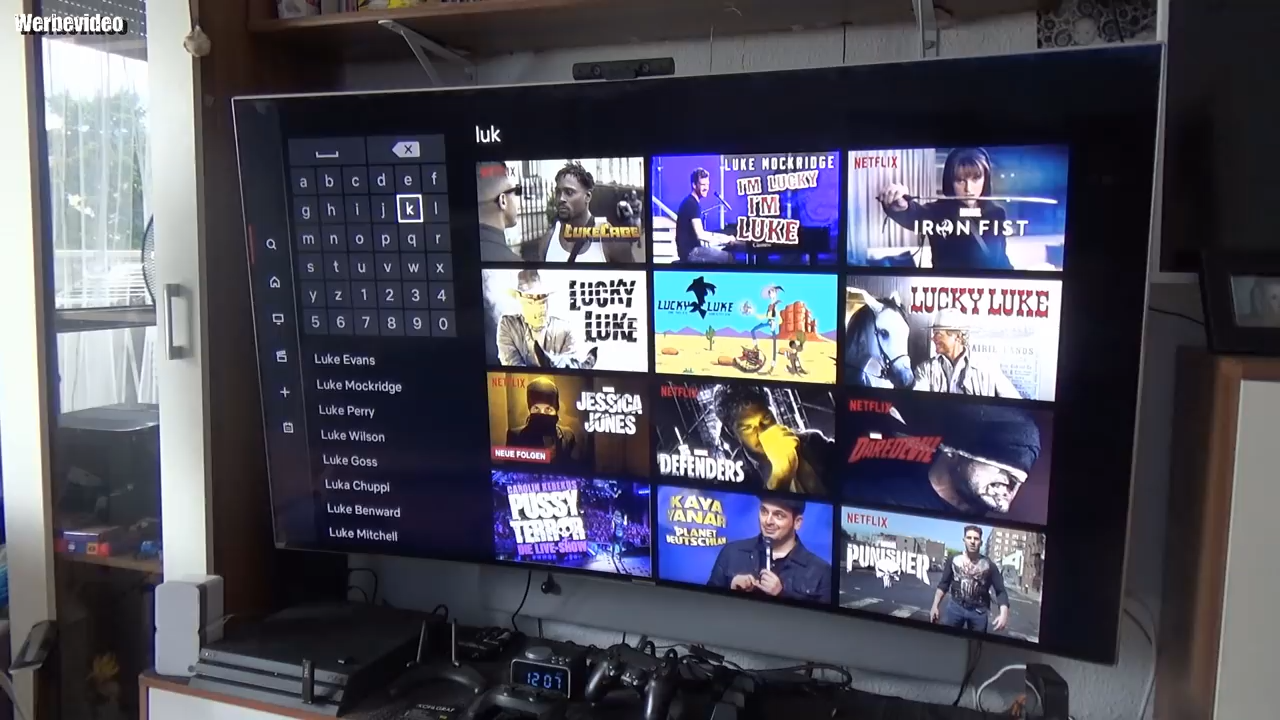 Werbevideo
luk
a b c d e f
g h i j k l
m n o p q r
s t u v w x
y z 1 2 3 4
5 6 7 8 9 0
Luke Evans
Luke Mockridge
Luke Perry
Luke Wilson
Luke Goss
Luka Chuppi
Luke Benward
Luke Mitchell
LUKE CAGE
LUKE MOCKRIDGE
I'M LUCKY
I'M
LUKE
NETFLIX
IRON FIST
LUCKY
LUKE
LUCKY LUKE
LUCKY LUKE
NETFLIX
JESSICA
JONES
NEUE FOLGEN
NETFLIX
DEFENDERS
NETFLIX
DAREDEVIL
CAROLIN KEBEKUS
PUSSY
TERROR
DIE LIVE-SHOW
KAYA
YANAR
PLANET
DEUTSCHLAND
NETFLIX
PUNISHER
12:07